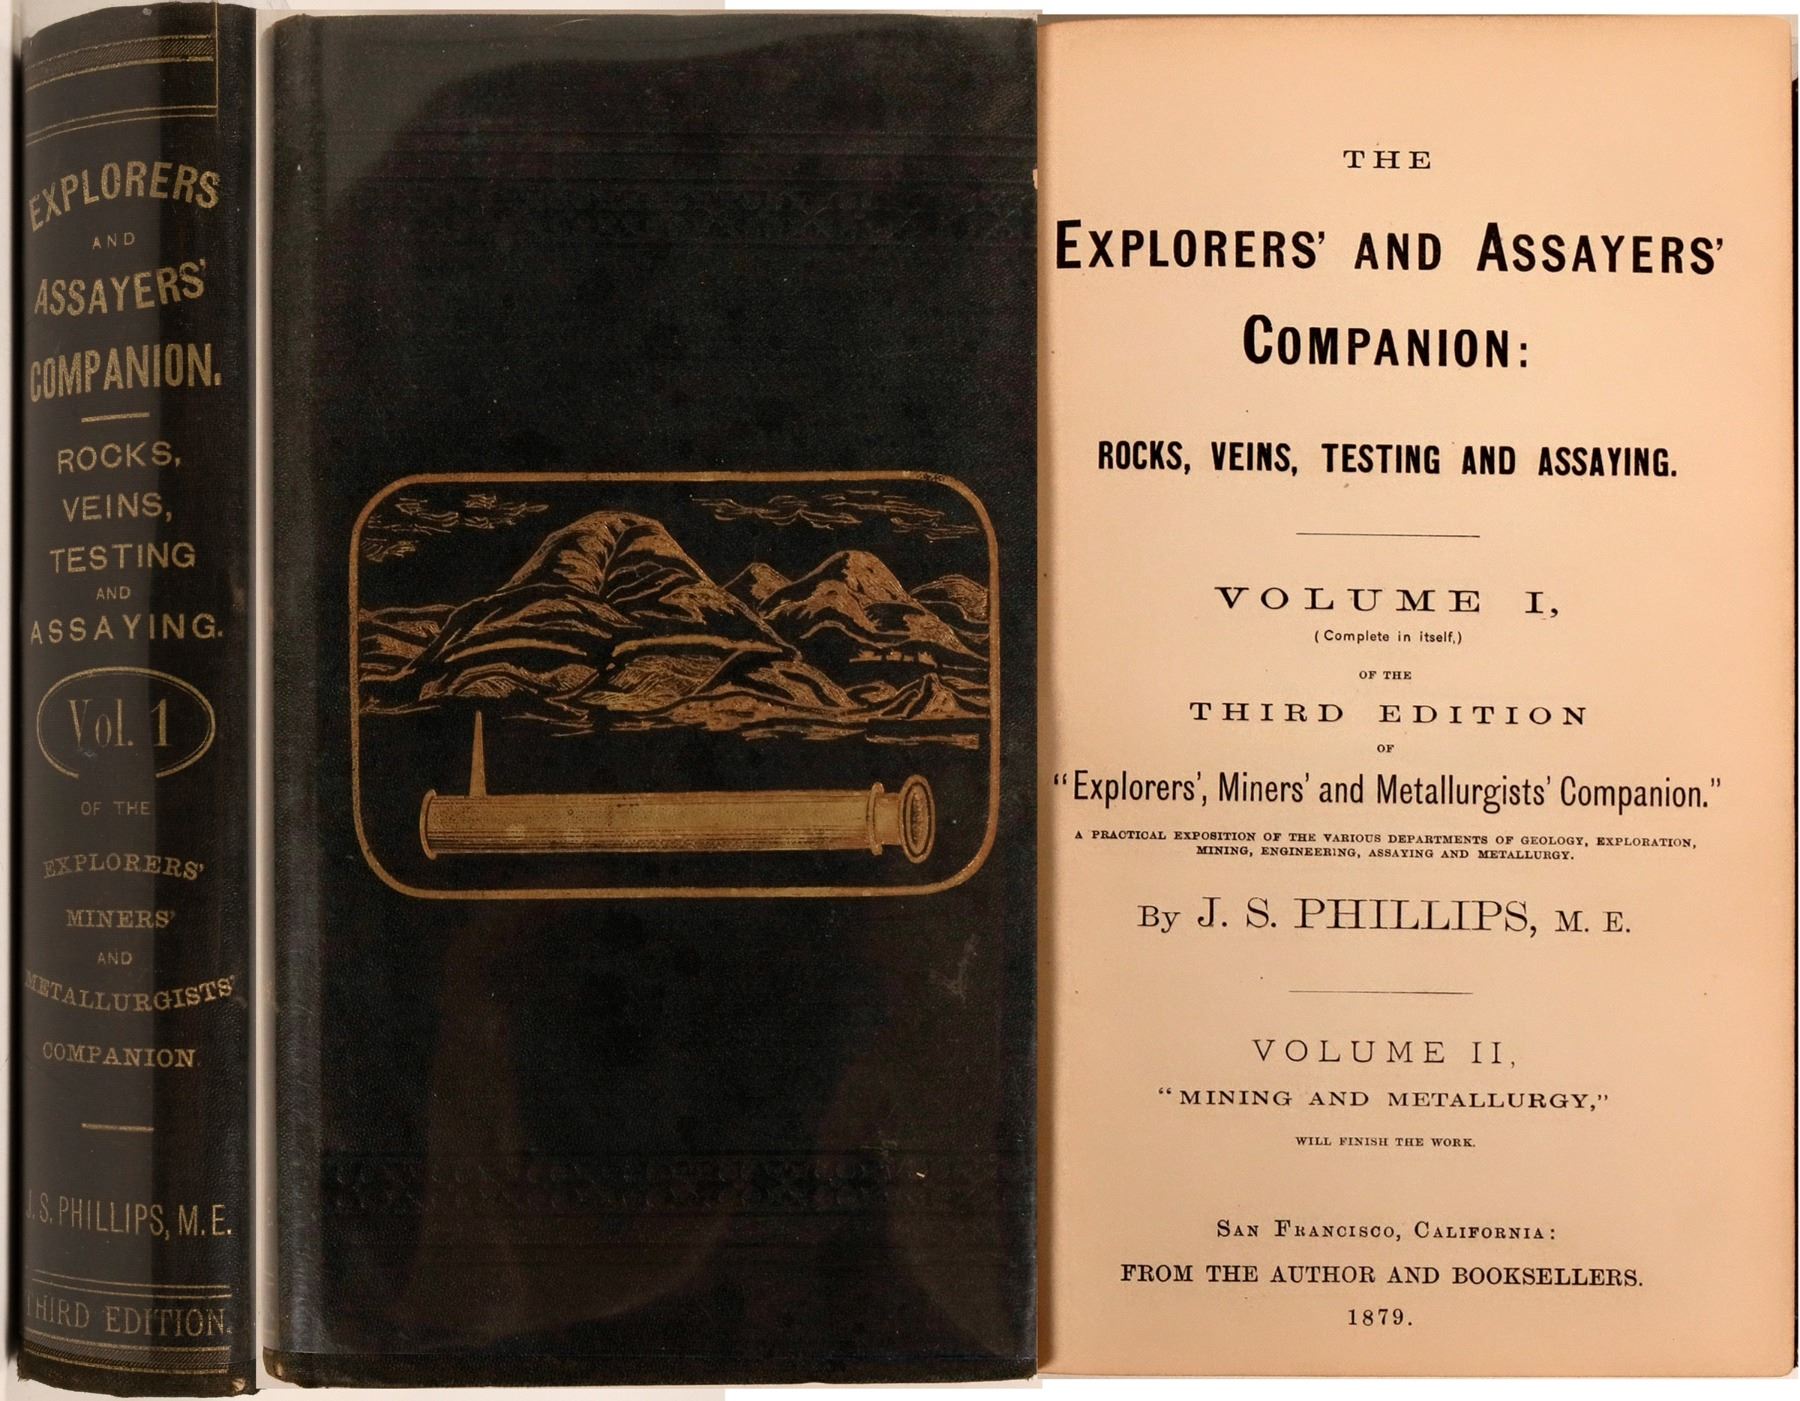 EXPLORERS
AND
ASSAYERS'
COMPANION.
ROCKS,
VEINS,
TESTING
AND
ASSAYING.
Vol. 1
OF THE
EXPLORERS'
MINERS'
AND
METALLURGISTS'
COMPANION.
J. S. PHILLIPS, M. E.
THIRD EDITION.
THE
EXPLORERS' AND ASSAYERS'
COMPANION:
ROCKS, VEINS, TESTING AND ASSAYING.
VOLUME I,
(Complete in itself,)
OF THE
THIRD EDITION
OF
"Explorers', Miners' and Metallurgists' Companion."
A PRACTICAL EXPOSITION OF THE VARIOUS DEPARTMENTS OF GEOLOGY, EXPLORATION,
MINING, ENGINEERING, ASSAYING AND METALLURGY.
By J. S. PHILLIPS, M. E.
VOLUME II,
"MINING AND METALLURGY,"
WILL FINISH THE WORK.
SAN FRANCISCO, CALIFORNIA:
FROM THE AUTHOR AND BOOKSELLERS.
1879.